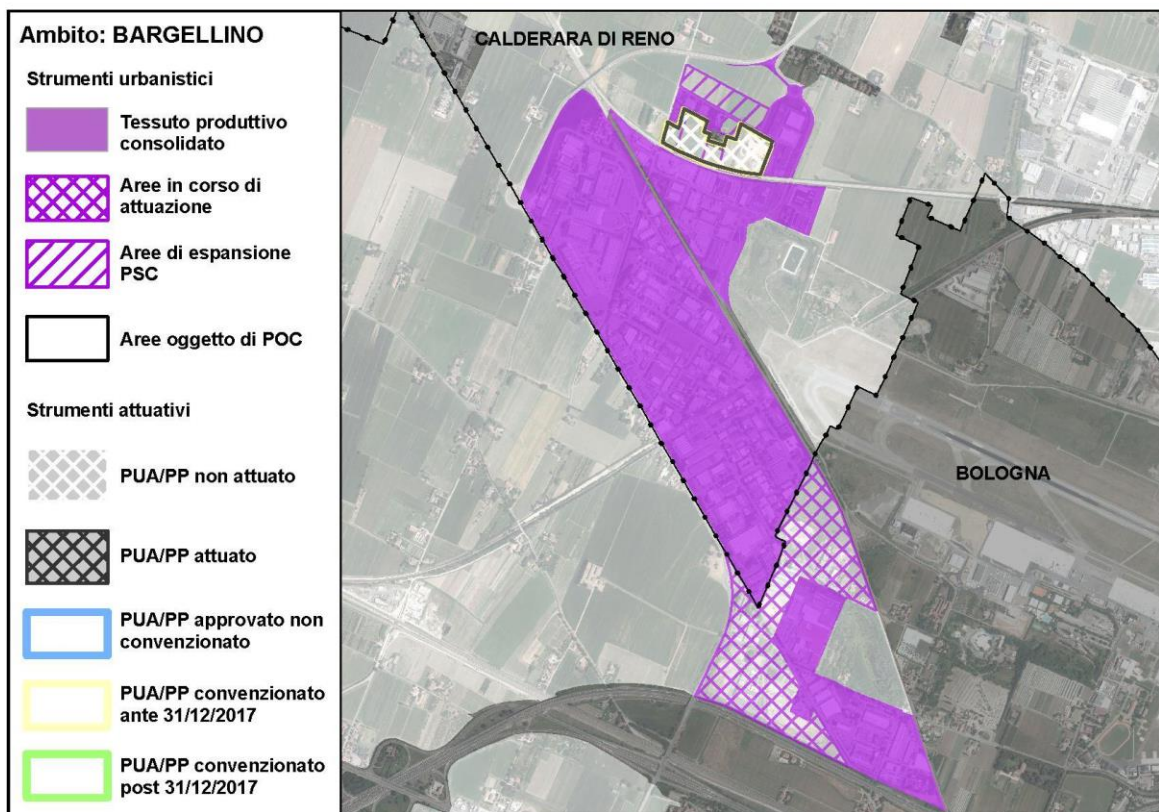 Ambito: BARGELLINO
Strumenti urbanistici
Tessuto produttivo
consolidato
Aree in corso di
attuazione
Aree di espansione
PSC
Aree oggetto di POC
Strumenti attuativi
PUA/PP non attuato
PUA/PP attuato
PUA/PP approvato non
convenzionato
PUA/PP convenzionato
ante 31/12/2017
PUA/PP convenzionato
post 31/12/2017
CALDERARA DI RENO
BOLOGNA